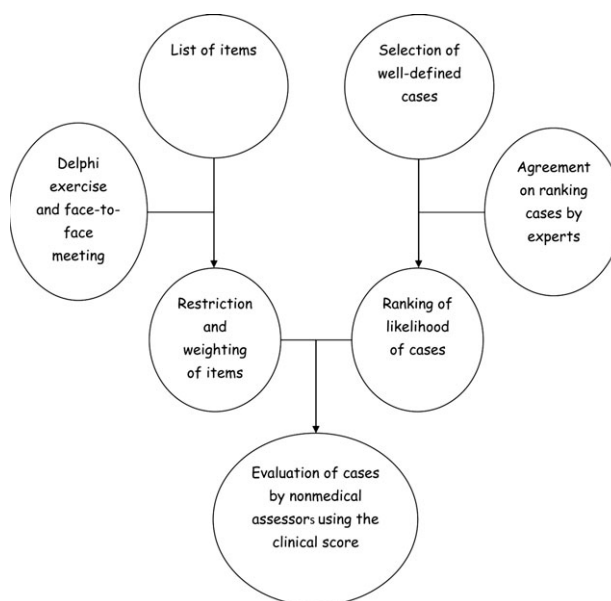 List of items
Selection of
well-defined
cases
Delphi
exercise
and face-to-
face
meeting
Agreement
on ranking
cases by
experts
Restriction
and
weighting
of items
Ranking of
likelihood
of cases
Evaluation of cases
by nonmedical
assessors using the
clinical score